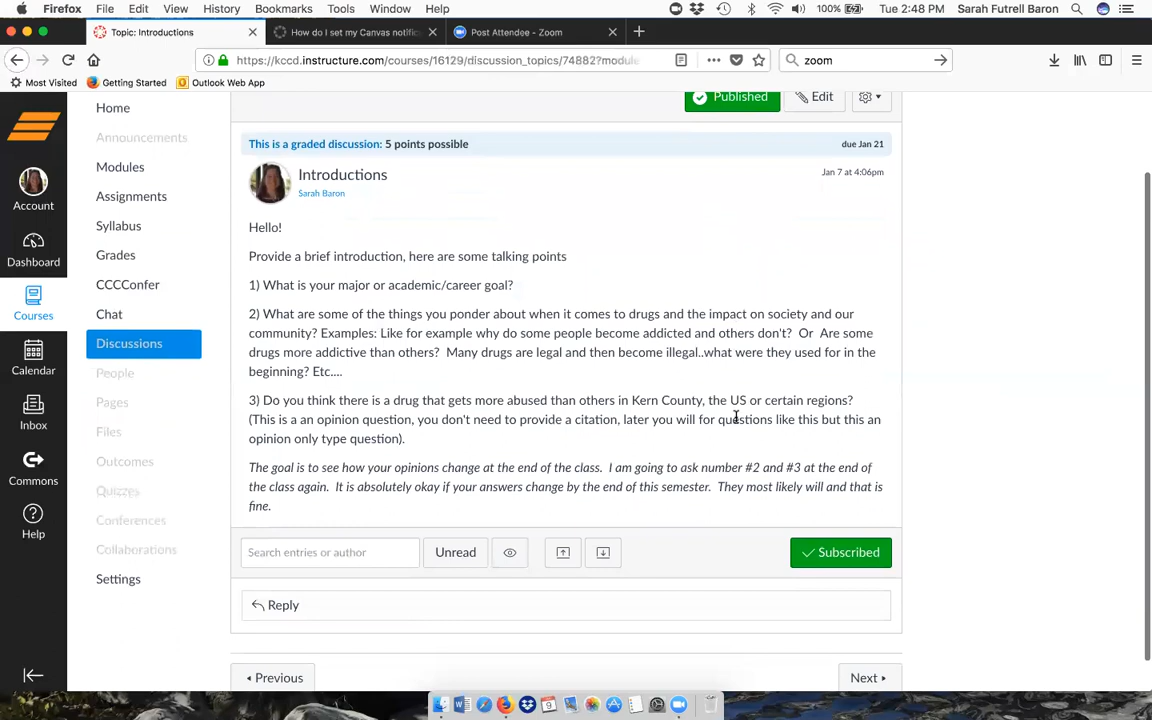 Firefox File Edit View History Bookmarks Tools Window Help 100% Tue 2:48 PM Sarah Futrell Baron
Topic: Introductions How do I set my Canvas notific Post Attendee - Zoom
https://kccd.instructure.com/courses/16129/discussion_topics/74882?module zoom
Most Visited Getting Started Outlook Web App
Account
Dashboard
Courses
Calendar
Inbox
Commons
Help
Home
Announcements
Modules
Assignments
Syllabus
Grades
CCCConfer
Chat
Discussions
People
Pages
Files
Outcomes
Quizzes
Conferences
Collaborations
Settings
Published Edit
This is a graded discussion: 5 points possible due Jan 21
Introductions Jan 7 at 4:06pm
Sarah Baron
Hello!
Provide a brief introduction, here are some talking points
1) What is your major or academic/career goal?
2) What are some of the things you ponder about when it comes to drugs and the impact on society and our
community? Examples: Like for example why do some people become addicted and others don't? Or Are some
drugs more addictive than others? Many drugs are legal and then become illegal..what were they used for in the
beginning? Etc....
3) Do you think there is a drug that gets more abused than others in Kern County, the US or certain regions?
(This is a an opinion question, you don't need to provide a citation, later you will for questions like this but this an
opinion only type question).
The goal is to see how your opinions change at the end of the class. I am going to ask number #2 and #3 at the end of
the class again. It is absolutely okay if your answers change by the end of this semester. They most likely will and that is
fine.
Search entries or author Unread Subscribed
Reply
Previous Next